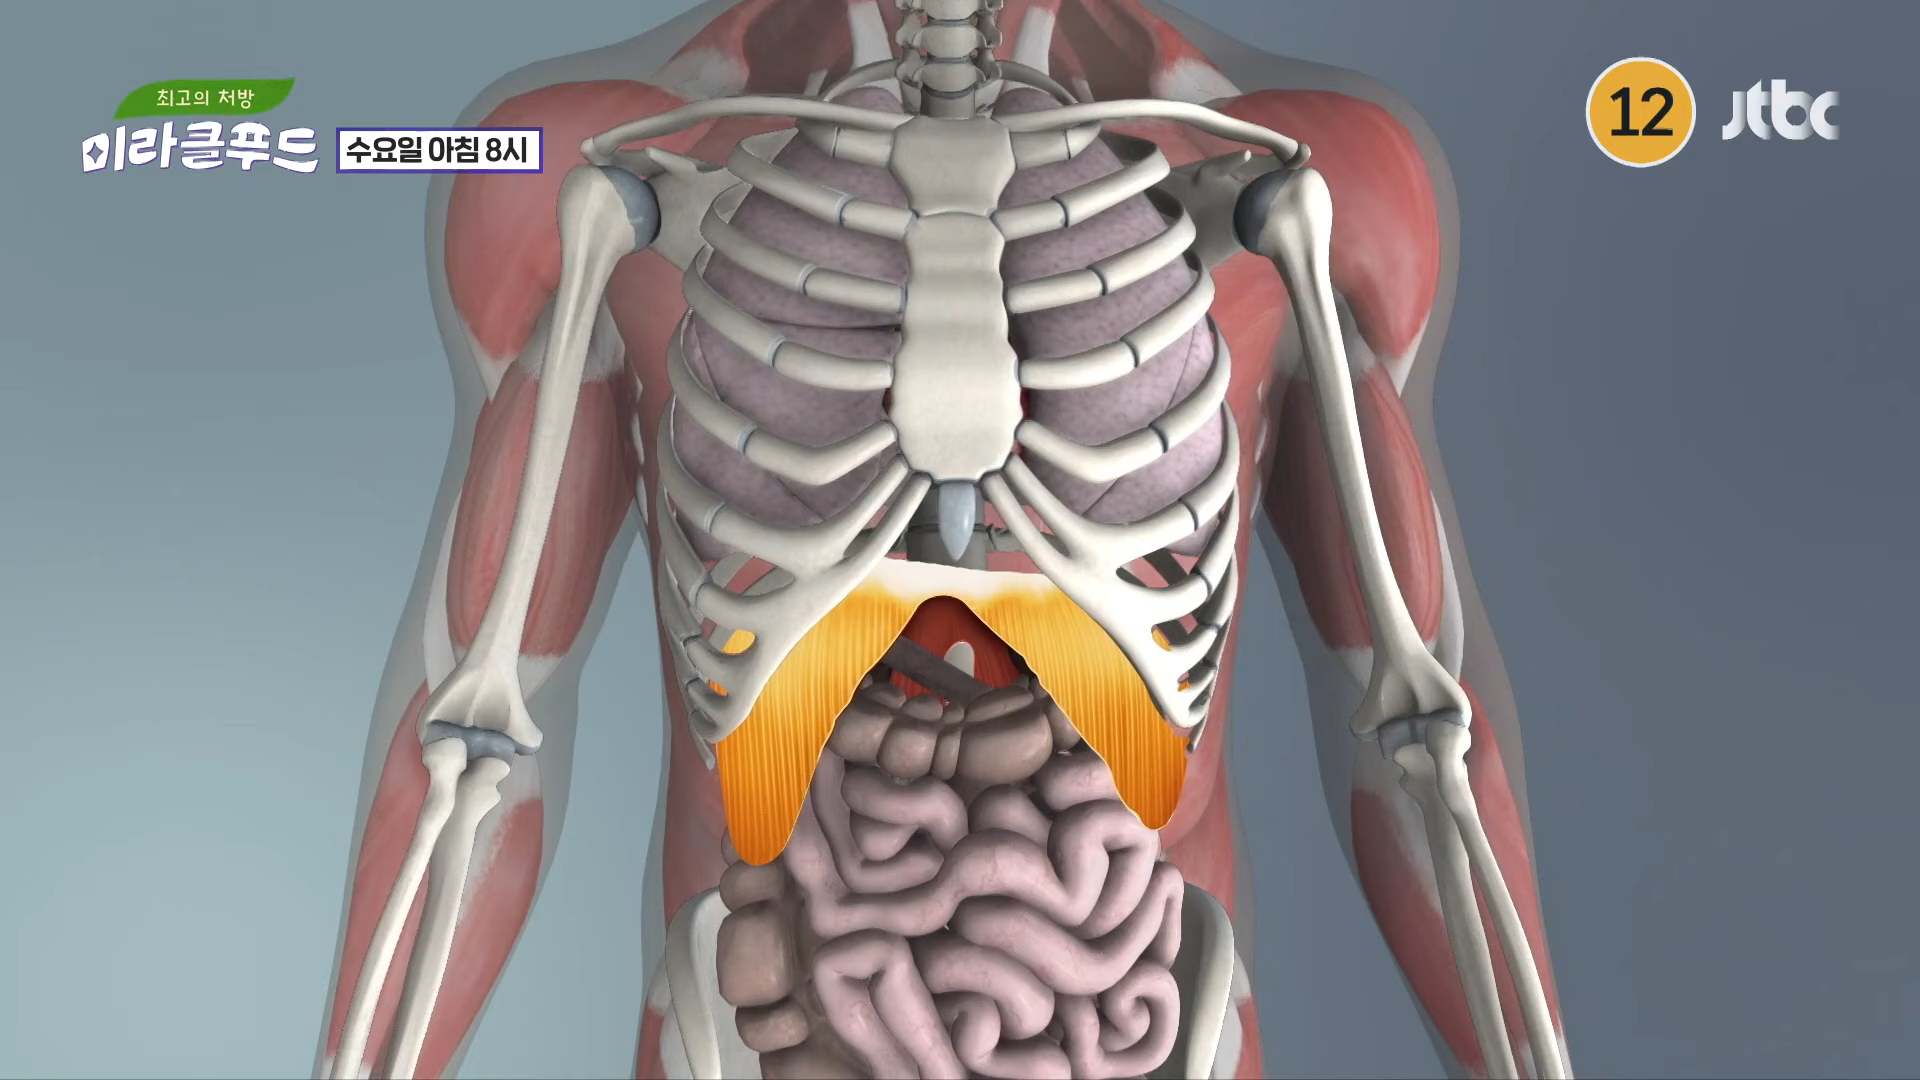 최고의 처방
미라클푸드
수요일 아침 8시
12
jtbc